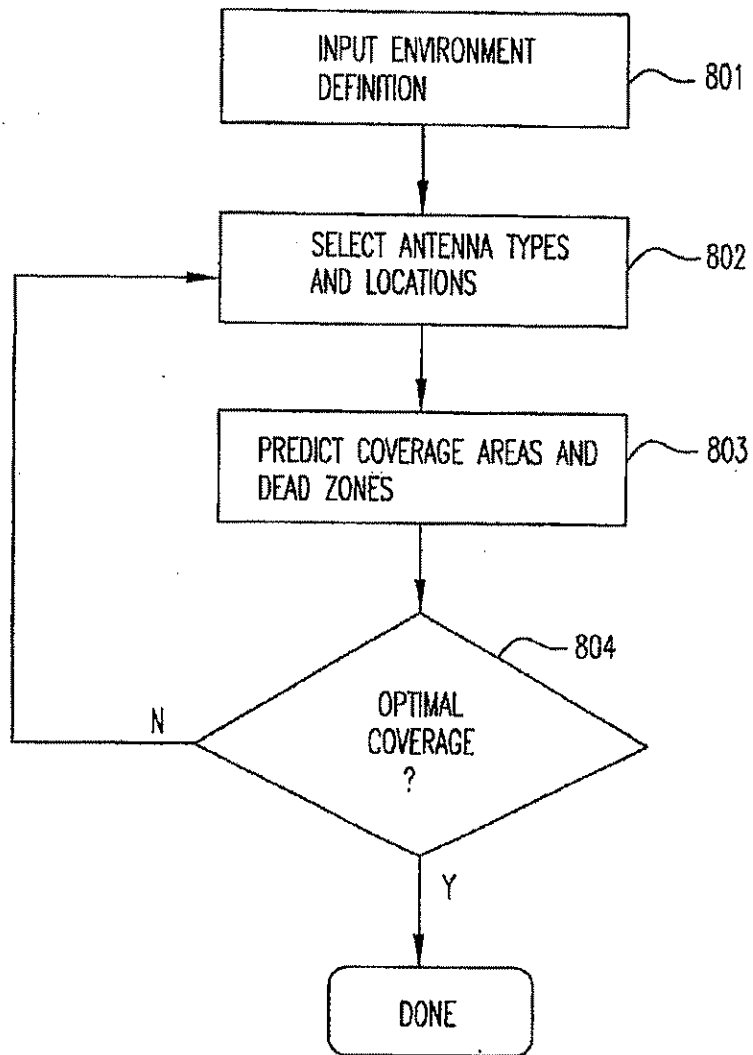 INPUT ENVIRONMENT
DEFINITION
801
SELECT ANTENNA TYPES
AND LOCATIONS
802
PREDICT COVERAGE AREAS AND
DEAD ZONES
803
804
OPTIMAL
COVERAGE
?
N
Y
DONE